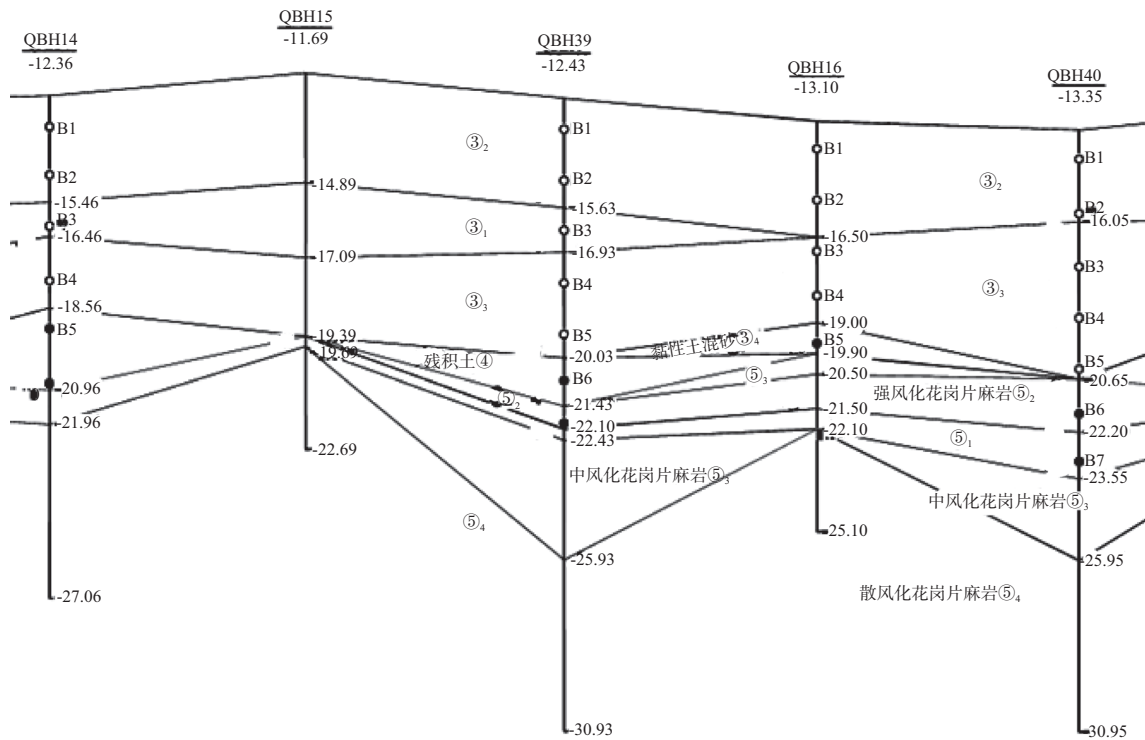 QBH14
-12.36
QBH15
-11.69
QBH39
-12.43
QBH16
-13.10
QBH40
-13.35
B1
B2
-15.46
B3
-16.46
B4
-18.56
B5
-20.96
-21.96
-27.06
-14.89
-17.09
-19.39
-19.69
-22.69
③₂
③₁
③₃
残积土④
⑤₂
⑤₄
B1
B2
-15.63
B3
-16.93
B4
B5
-20.03
B6
-21.43
-22.10
-22.43
-25.93
-30.93
黏性土混砂③₄
⑤₃
中风化花岗片麻岩⑤₃
B1
B2
-16.50
B3
B4
-19.00
B5
-19.90
-20.50
-21.50
-22.10
-25.10
③₂
③₃
强风化花岗片麻岩⑤₂
⑤₁
中风化花岗片麻岩⑤₃
散风化花岗片麻岩⑤₄
B1
B2
-16.05
B3
B4
B5
-20.65
B6
-22.20
B7
-23.55
-25.95
-30.95